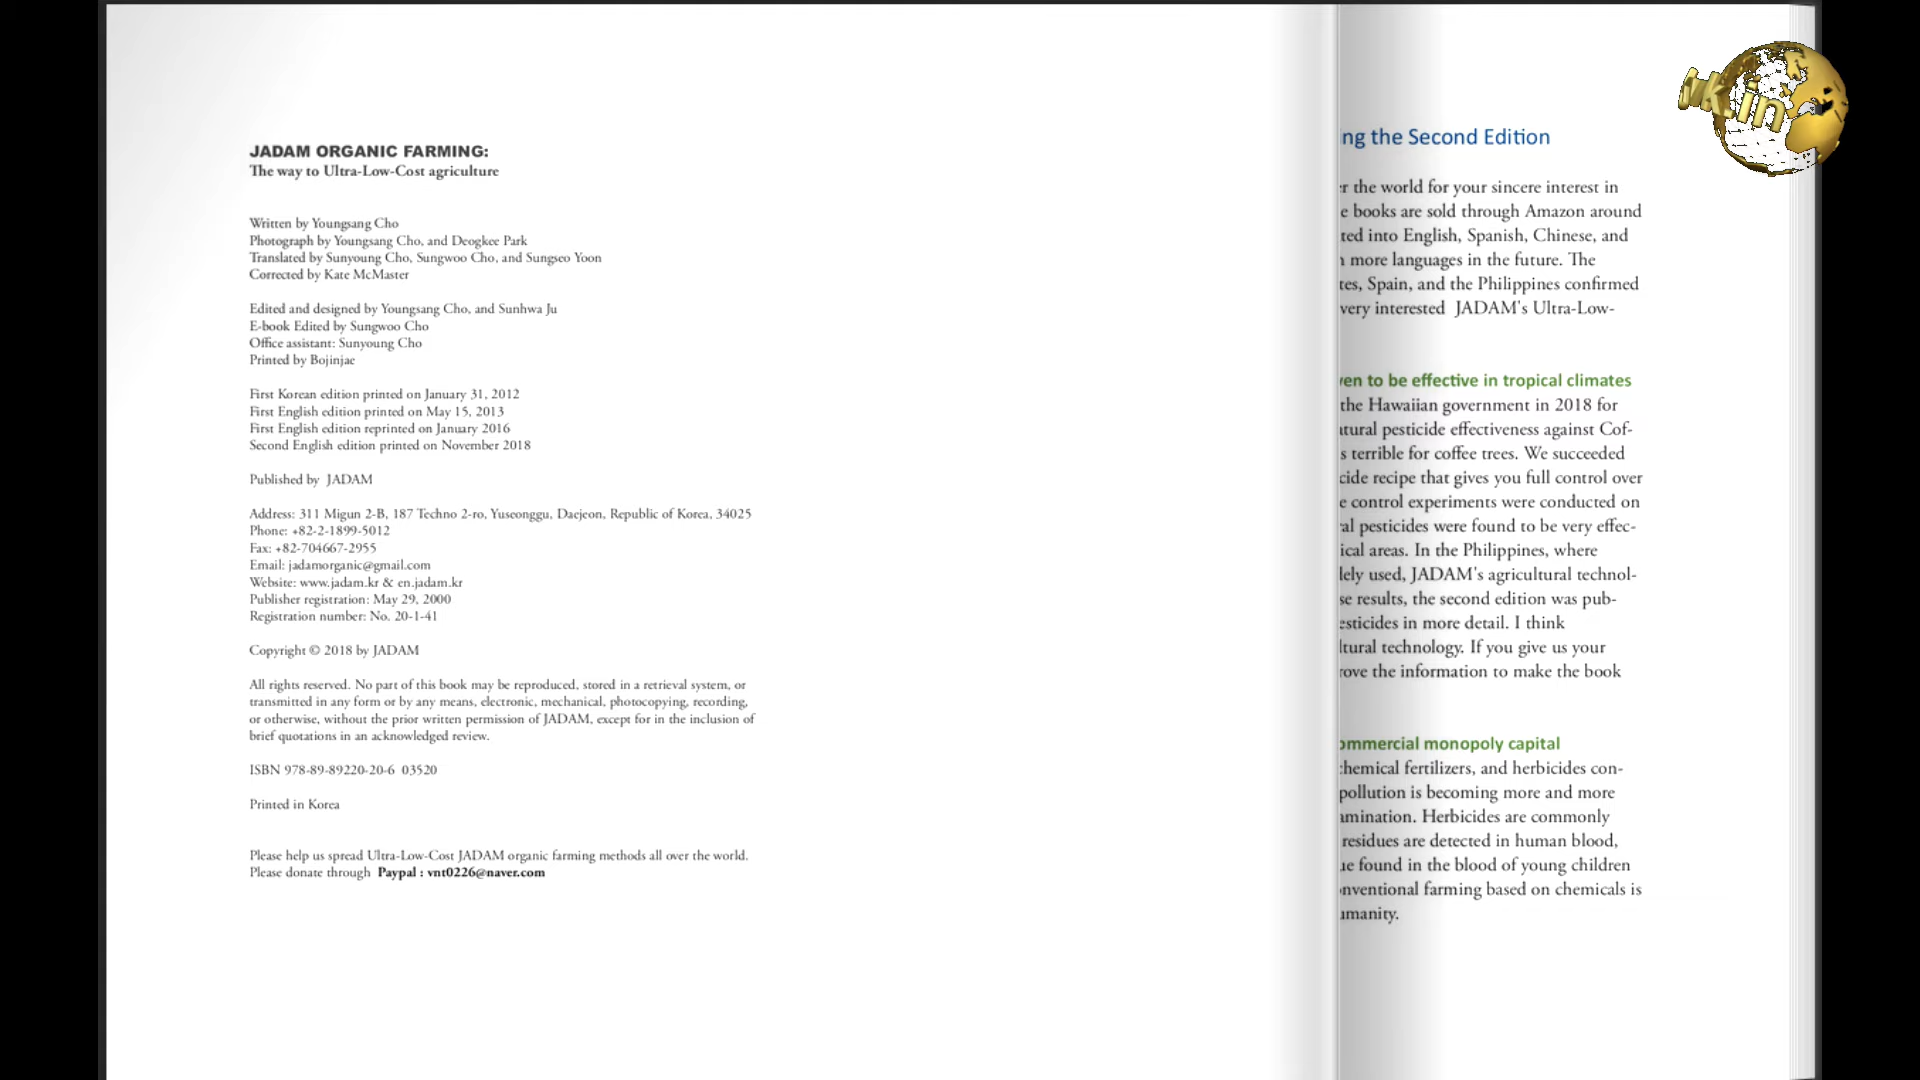 JADAM ORGANIC FARMING:
The way to Ultra-Low-Cost agriculture
Written by Youngsang Cho
Photograph by Youngsang Cho, and Deogkee Park
Translated by Sunyoung Cho, Sungwoo Cho, and Sungseo Yoon
Corrected by Kate McMaster
Edited and designed by Youngsang Cho, and Sunhwa Ju
E-book Edited by Sungwoo Cho
Office assistant: Sunyoung Cho
Printed by Bojinjae
First Korean edition printed on January 31, 2012
First English edition printed on May 15, 2013
First English edition reprinted on January 2016
Second English edition printed on November 2018
Published by JADAM
Address: 311 Migun 2-B, 187 Techno 2-ro, Yuseonggu, Daejeon, Republic of Korea, 34025
Phone: +82-2-1899-5012
Fax: +82-704667-2955
Email: jadamorganic@gmail.com
Website: www.jadam.kr & en.jadam.kr
Publisher registration: May 29, 2000
Registration number: No. 20-1-41
Copyright © 2018 by JADAM
All rights reserved. No part of this book may be reproduced, stored in a retrieval system, or
transmitted in any form or by any means, electronic, mechanical, photocopying, recording,
or otherwise, without the prior written permission of JADAM, except for in the inclusion of
brief quotations in an acknowledged review.
ISBN 978-89-89220-20-6 03520
Printed in Korea
Please help us spread Ultra-Low-Cost JADAM organic farming methods all over the world.
Please donate through Paypal : vnt0226@naver.com
the Second Edition
the world for your sincere interest in
books are sold through Amazon around
into English, Spanish, Chinese, and
more languages in the future. The
Spain, and the Philippines confirmed
very interested JADAM's Ultra-Low-
to be effective in tropical climates
the Hawaiian government in 2018 for
pesticide effectiveness against Cof-
terrible for coffee trees. We succeeded
recipe that gives you full control over
control experiments were conducted on
pesticides were found to be very effec-
areas. In the Philippines, where
used, JADAM's agricultural technol-
results, the second edition was pub-
in more detail. I think
technology. If you give us your
the information to make the book
monopoly capital
fertilizers, and herbicides con-
pollution is becoming more and more
Herbicides are commonly
residues are detected in human blood,
found in the blood of young children
farming based on chemicals is